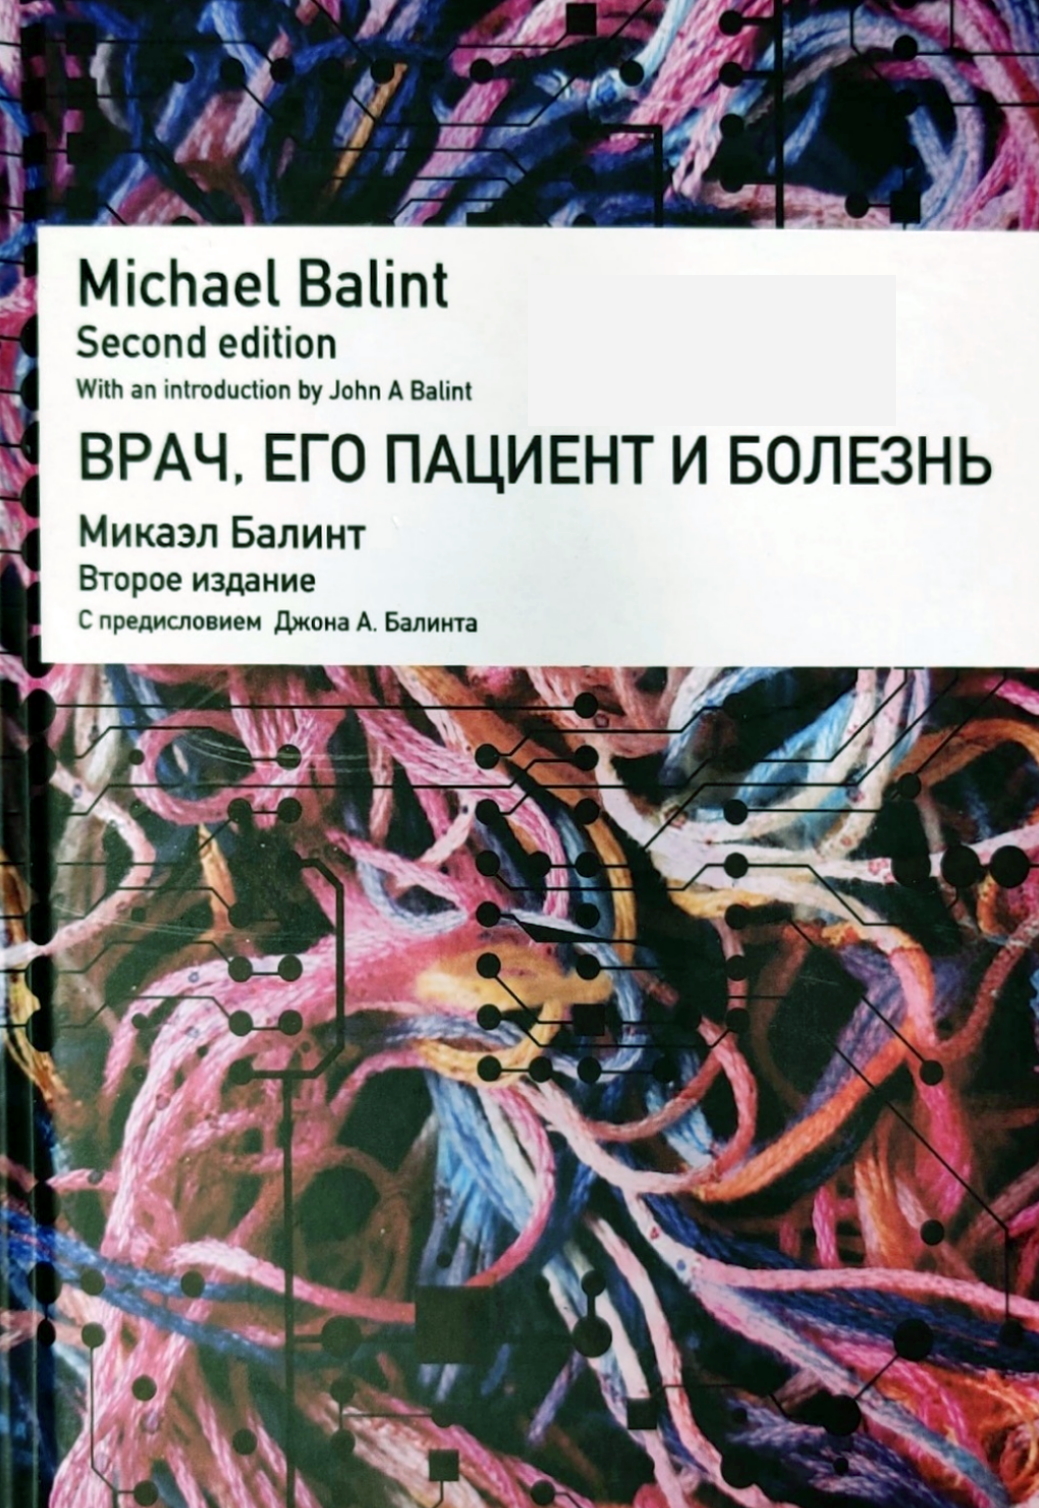 Michael Balint
Second edition
With an introduction by John A Balint
ВРАЧ, ЕГО ПАЦИЕНТ И БОЛЕЗНЬ
Микаэл Балинт
Второе издание
С предисловием Джона А. Балинта